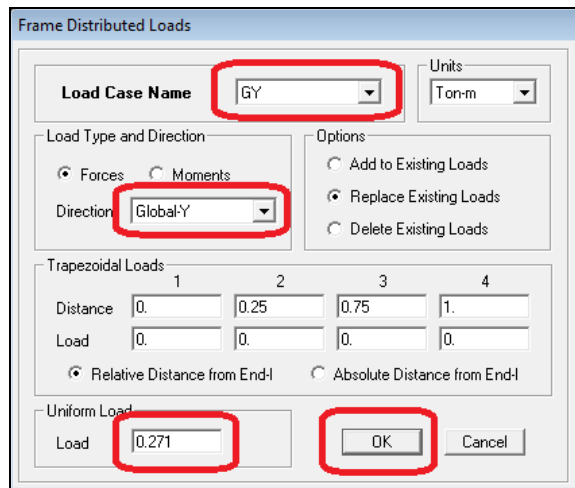 Frame Distributed Loads
Units
Load Case Name GY Ton-m
Load Type and Direction Options
Forces Moments Add to Existing Loads
Direction Global-Y Replace Existing Loads
Delete Existing Loads
Trapezoidal Loads
1 2 3 4
Distance 0. 0.25 0.75 1.
Load 0. 0. 0. 0.
Relative Distance from End-I Absolute Distance from End-I
Uniform Load
Load 0.271 OK Cancel